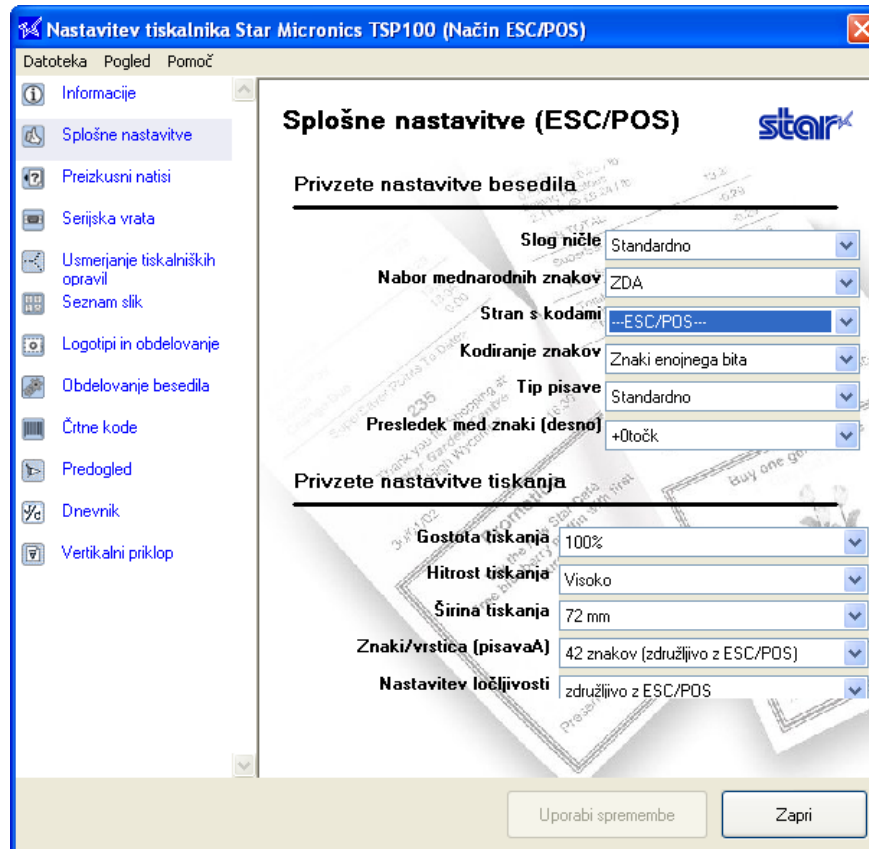 Nastavitev tiskalnika Star Micronics TSP100 (Način ESC/POS)
Datoteka Pogled Pomoč
Informacije
Splošne nastavitve
Preizkusni natisi
Serijska vrata
Usmerjanje tiskalniških
opravil
Seznam slik
Logotipi in obdelovanje
Obdelovanje besedila
Črtne kode
Predogled
Dnevnik
Vertikalni priklop
Splošne nastavitve (ESC/POS)
star
Privzete nastavitve besedila
Slog ničle Standardno
Nabor mednarodnih znakov ZDA
Stran s kodami ---ESC/POS---
Kodiranje znakov Znaki enojnega bita
Tip pisave Standardno
Presledek med znaki (desno) +0točk
Privzete nastavitve tiskanja
Gostota tiskanja 100%
Hitrost tiskanja Visoko
Širina tiskanja 72 mm
Znaki/vrstica (pisavaA) 42 znakov (združljivo z ESC/POS)
Nastavitev ločljivosti združljivo z ESC/POS
Uporabi spremembe
Zapri